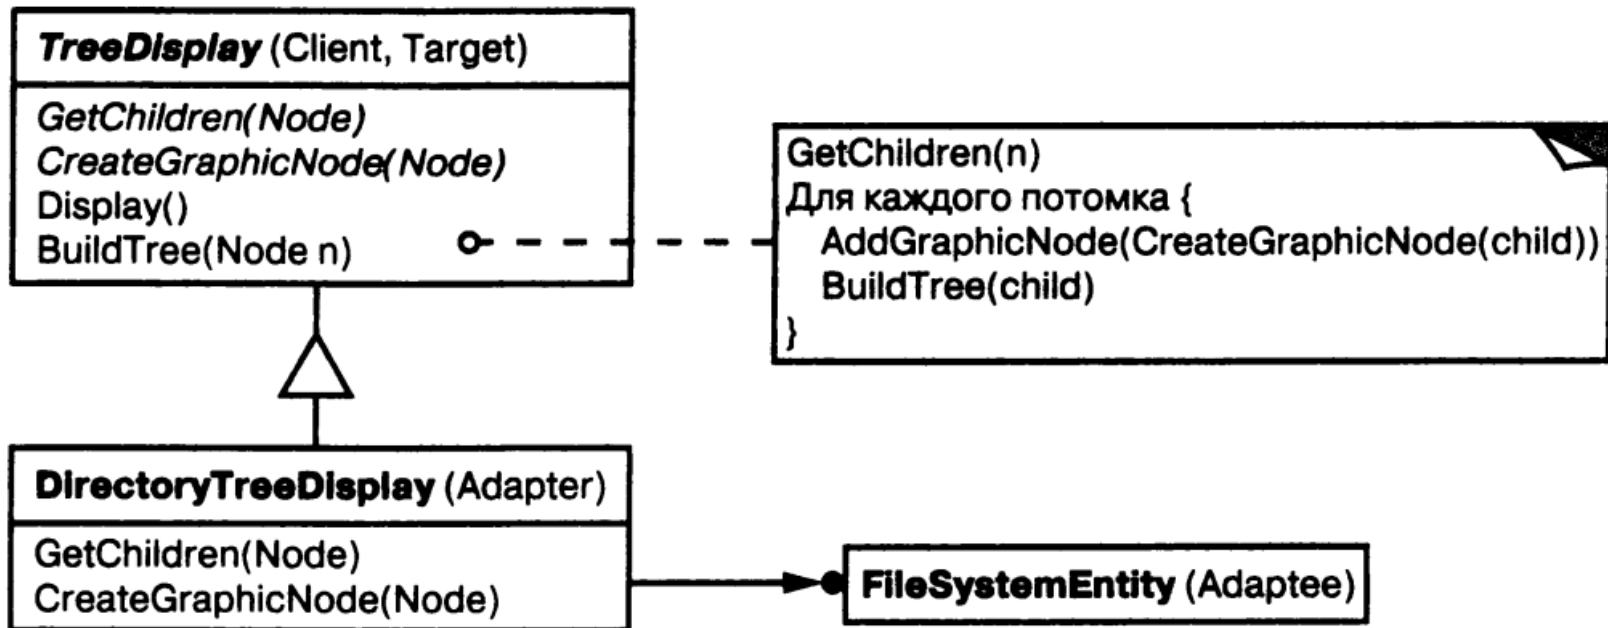 TreeDisplay (Client, Target)
GetChildren(Node)
CreateGraphicNode(Node)
Display()
BuildTree(Node n)
GetChildren(n)
Для каждого потомка {
AddGraphicNode(CreateGraphicNode(child))
BuildTree(child)
}
DirectoryTreeDisplay (Adapter)
GetChildren(Node)
CreateGraphicNode(Node)
FileSystemEntity (Adaptee)